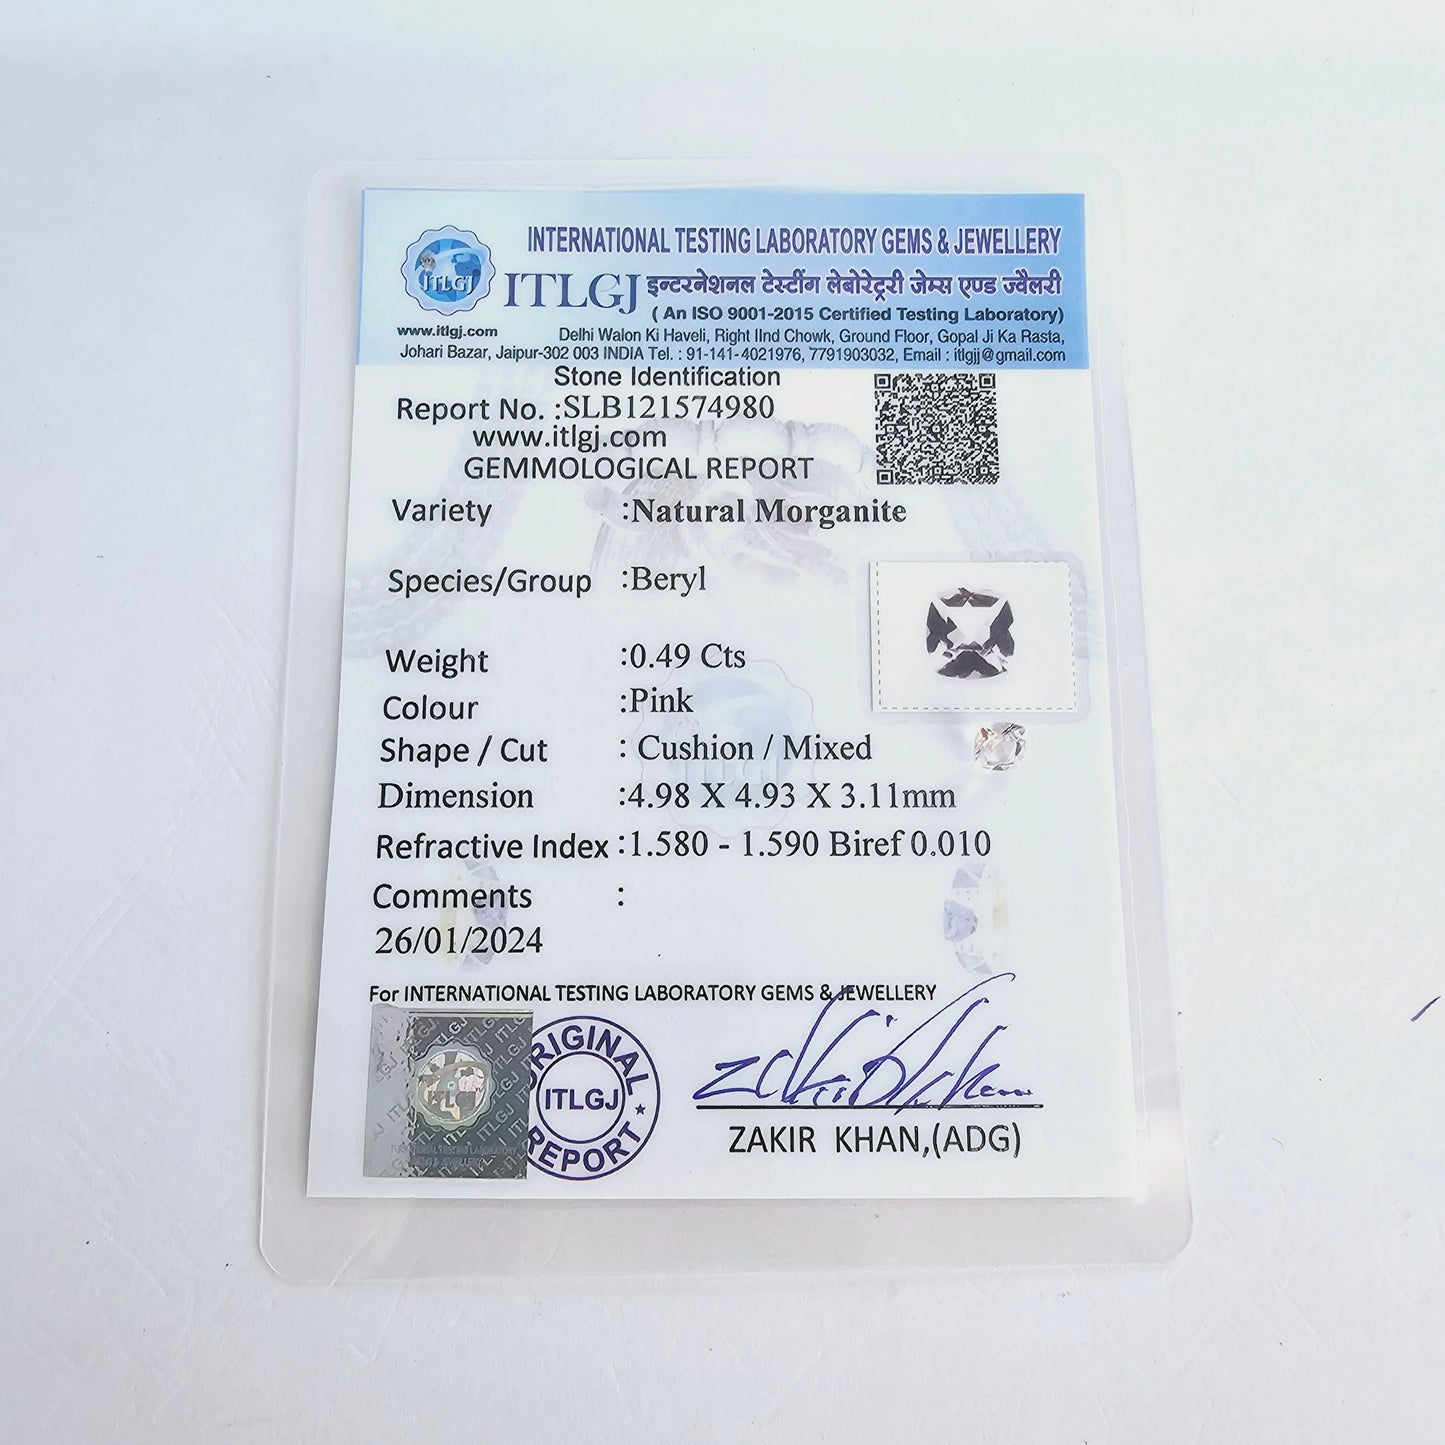 INTERNATIONAL TESTING LABORATORY GEMS & JEWELLERY
ITLGJ
ITLGJ इन्टरनेशनल टेस्टींग लेबोरेट्री जेम्स एण्ड ज्वैलरी
( An ISO 9001-2015 Certified Testing Laboratory)
www.itlgj.com Delhi Walon Ki Haveli, Right IInd Chowk, Ground Floor, Gopal Ji Ka Rasta,
Johari Bazar, Jaipur-302 003 INDIA Tel. : 91-141-4021976, 7791903032, Email : itlgjj@gmail.com
Stone Identification
Report No. :SLB121574980
www.itlgj.com
GEMMOLOGICAL REPORT
Variety :Natural Morganite
Species/Group :Beryl
Weight :0.49 Cts
Colour :Pink
Shape / Cut : Cushion / Mixed
Dimension :4.98 X 4.93 X 3.11mm
Refractive Index :1.580 - 1.590 Biref 0.010
Comments :
26/01/2024
For INTERNATIONAL TESTING LABORATORY GEMS & JEWELLERY
ORIGINAL
ITLGJ
REPORT
ITLGJ
ZAKIR KHAN,(ADG)